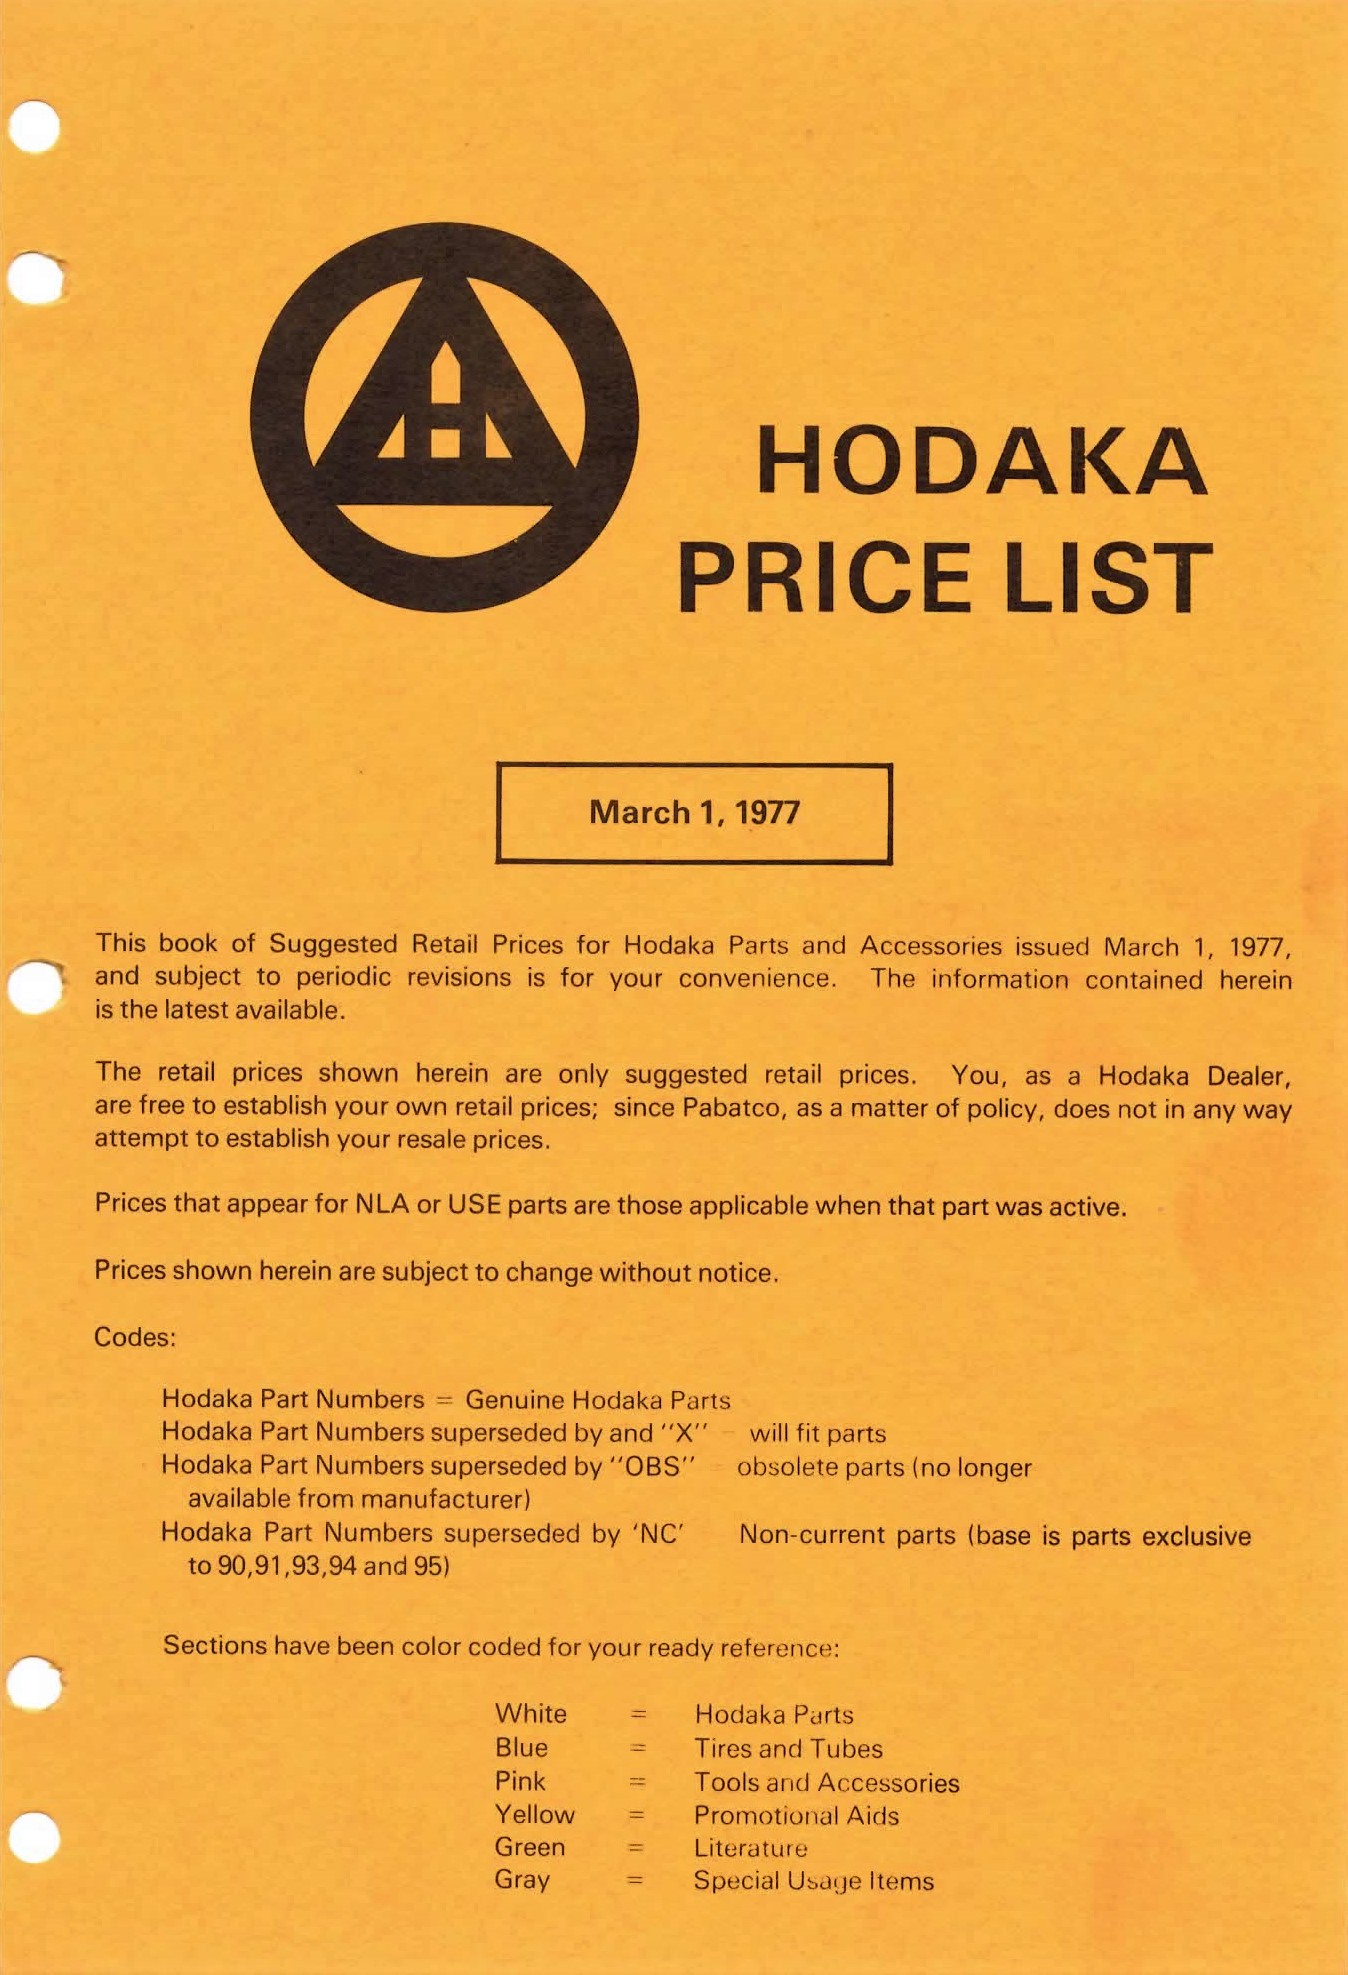 HODAKA
PRICE LIST
March 1, 1977
This book of Suggested Retail Prices for Hodaka Parts and Accessories issued March 1, 1977,
and subject to periodic revisions is for your convenience. The information contained herein
is the latest available.
The retail prices shown herein are only suggested retail prices. You, as a Hodaka Dealer,
are free to establish your own retail prices; since Pabatco, as a matter of policy, does not in any way
attempt to establish your resale prices.
Prices that appear for NLA or USE parts are those applicable when that part was active.
Prices shown herein are subject to change without notice.
Codes:
Hodaka Part Numbers = Genuine Hodaka Parts
Hodaka Part Numbers superseded by and "X" will fit parts
Hodaka Part Numbers superseded by "OBS" obsolete parts (no longer
available from manufacturer)
Hodaka Part Numbers superseded by 'NC' Non-current parts (base is parts exclusive
to 90,91,93,94 and 95)
Sections have been color coded for your ready reference:
White = Hodaka Parts
Blue = Tires and Tubes
Pink = Tools and Accessories
Yellow = Promotional Aids
Green = Literature
Gray = Special Usage Items